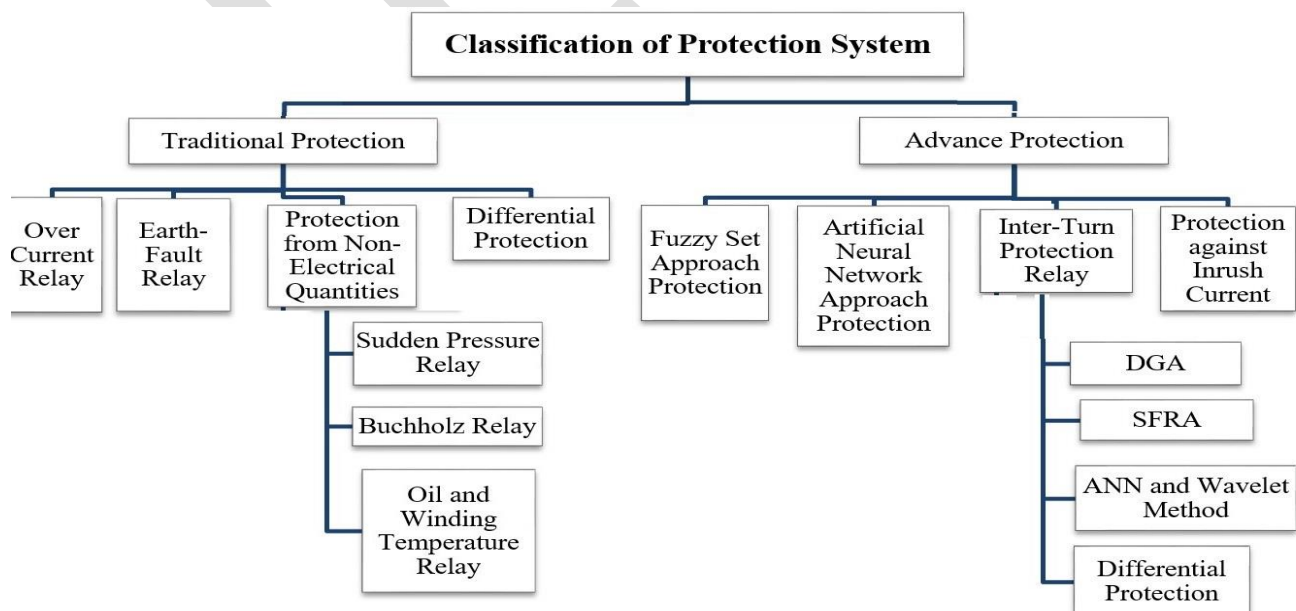 Classification of Protection System
Traditional Protection
Advance Protection
Over
Current
Relay
Earth-
Fault
Relay
Protection
from Non-
Electrical
Quantities
Differential
Protection
Fuzzy Set
Approach
Protection
Artificial
Neural
Network
Approach
Protection
Inter-Turn
Protection
Relay
Protection
against
Inrush
Current
Sudden Pressure
Relay
Buchholz Relay
Oil and
Winding
Temperature
Relay
DGA
SFRA
ANN and Wavelet
Method
Differential
Protection